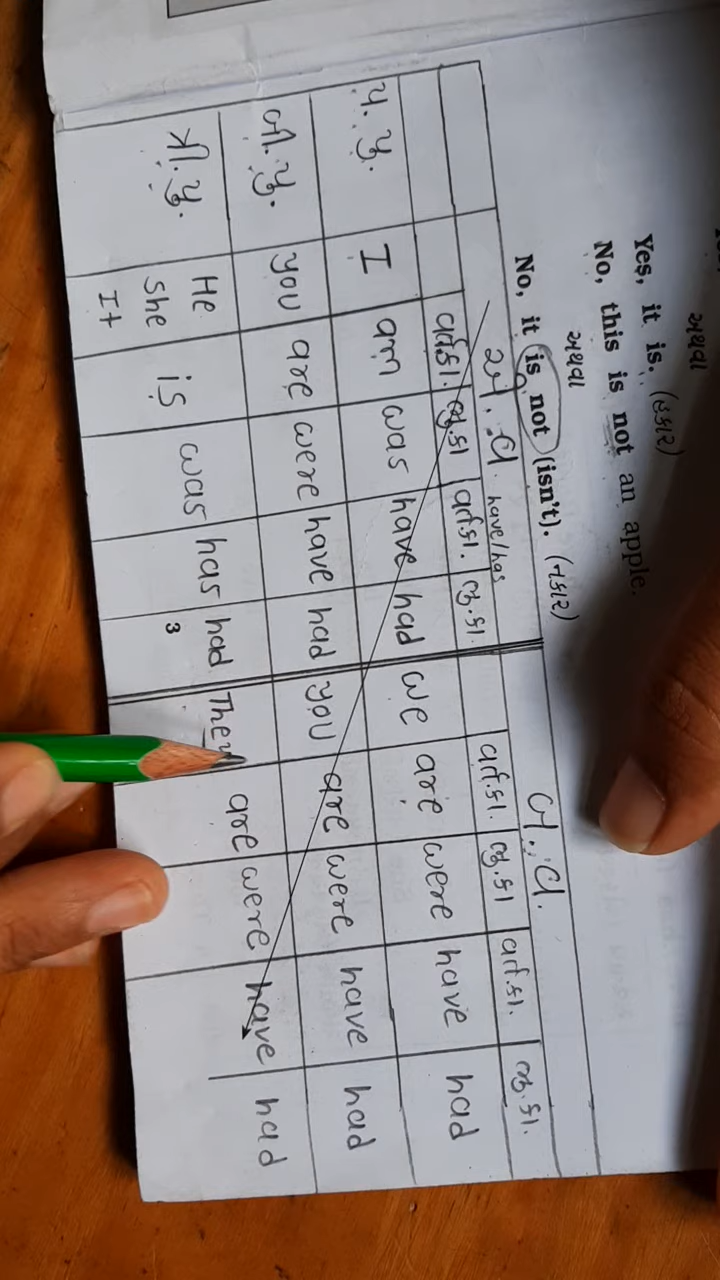 અથવા
Yes, it is. (હકાર)
No, this is not an apple.
અથવા
No, it is not (isn't). (નકાર)
એ. વ. have/has બ. વ.
વર્ત.કા. ભૂ.કા વર્ત.કા. ભૂ.કા. વર્ત.કા. ભૂ.કા વર્ત.કા. ભૂ.કા.
પ. પુ. I am was have had we are were have had
બી. પુ. you are were have had you are were have had
ત્રી. પુ. He She It is was has had They are were have had
3